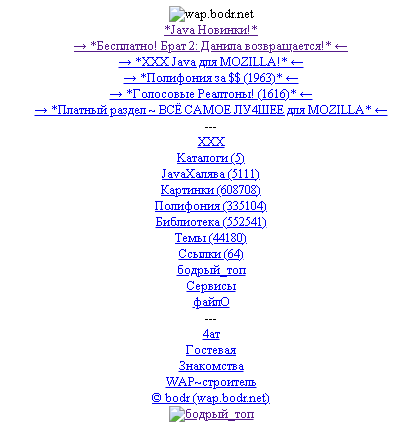 wap.bodr.net
*Java Новинки!*
→ *Бесплатно! Брат 2: Данила возвращается!* ←
→ *XXX Java для MOZILLA!* ←
→ *Полифония за $$ (1963)* ←
→ *Голосовые Реалтоны! (1616)* ←
→ *Платный раздел ~ ВСЁ САМОЕ ЛУ4ШЕЕ для MOZILLA* ←
---
XXX
Каталоги (5)
JavaХалява (5111)
Картинки (608708)
Полифония (335104)
Библиотека (552541)
Темы (44180)
Ссылки (64)
бодрый_топ
Сервисы
файлО
---
4ат
Гостевая
Знакомства
WAP~строитель
© bodr (wap.bodr.net)
бодрый_топ